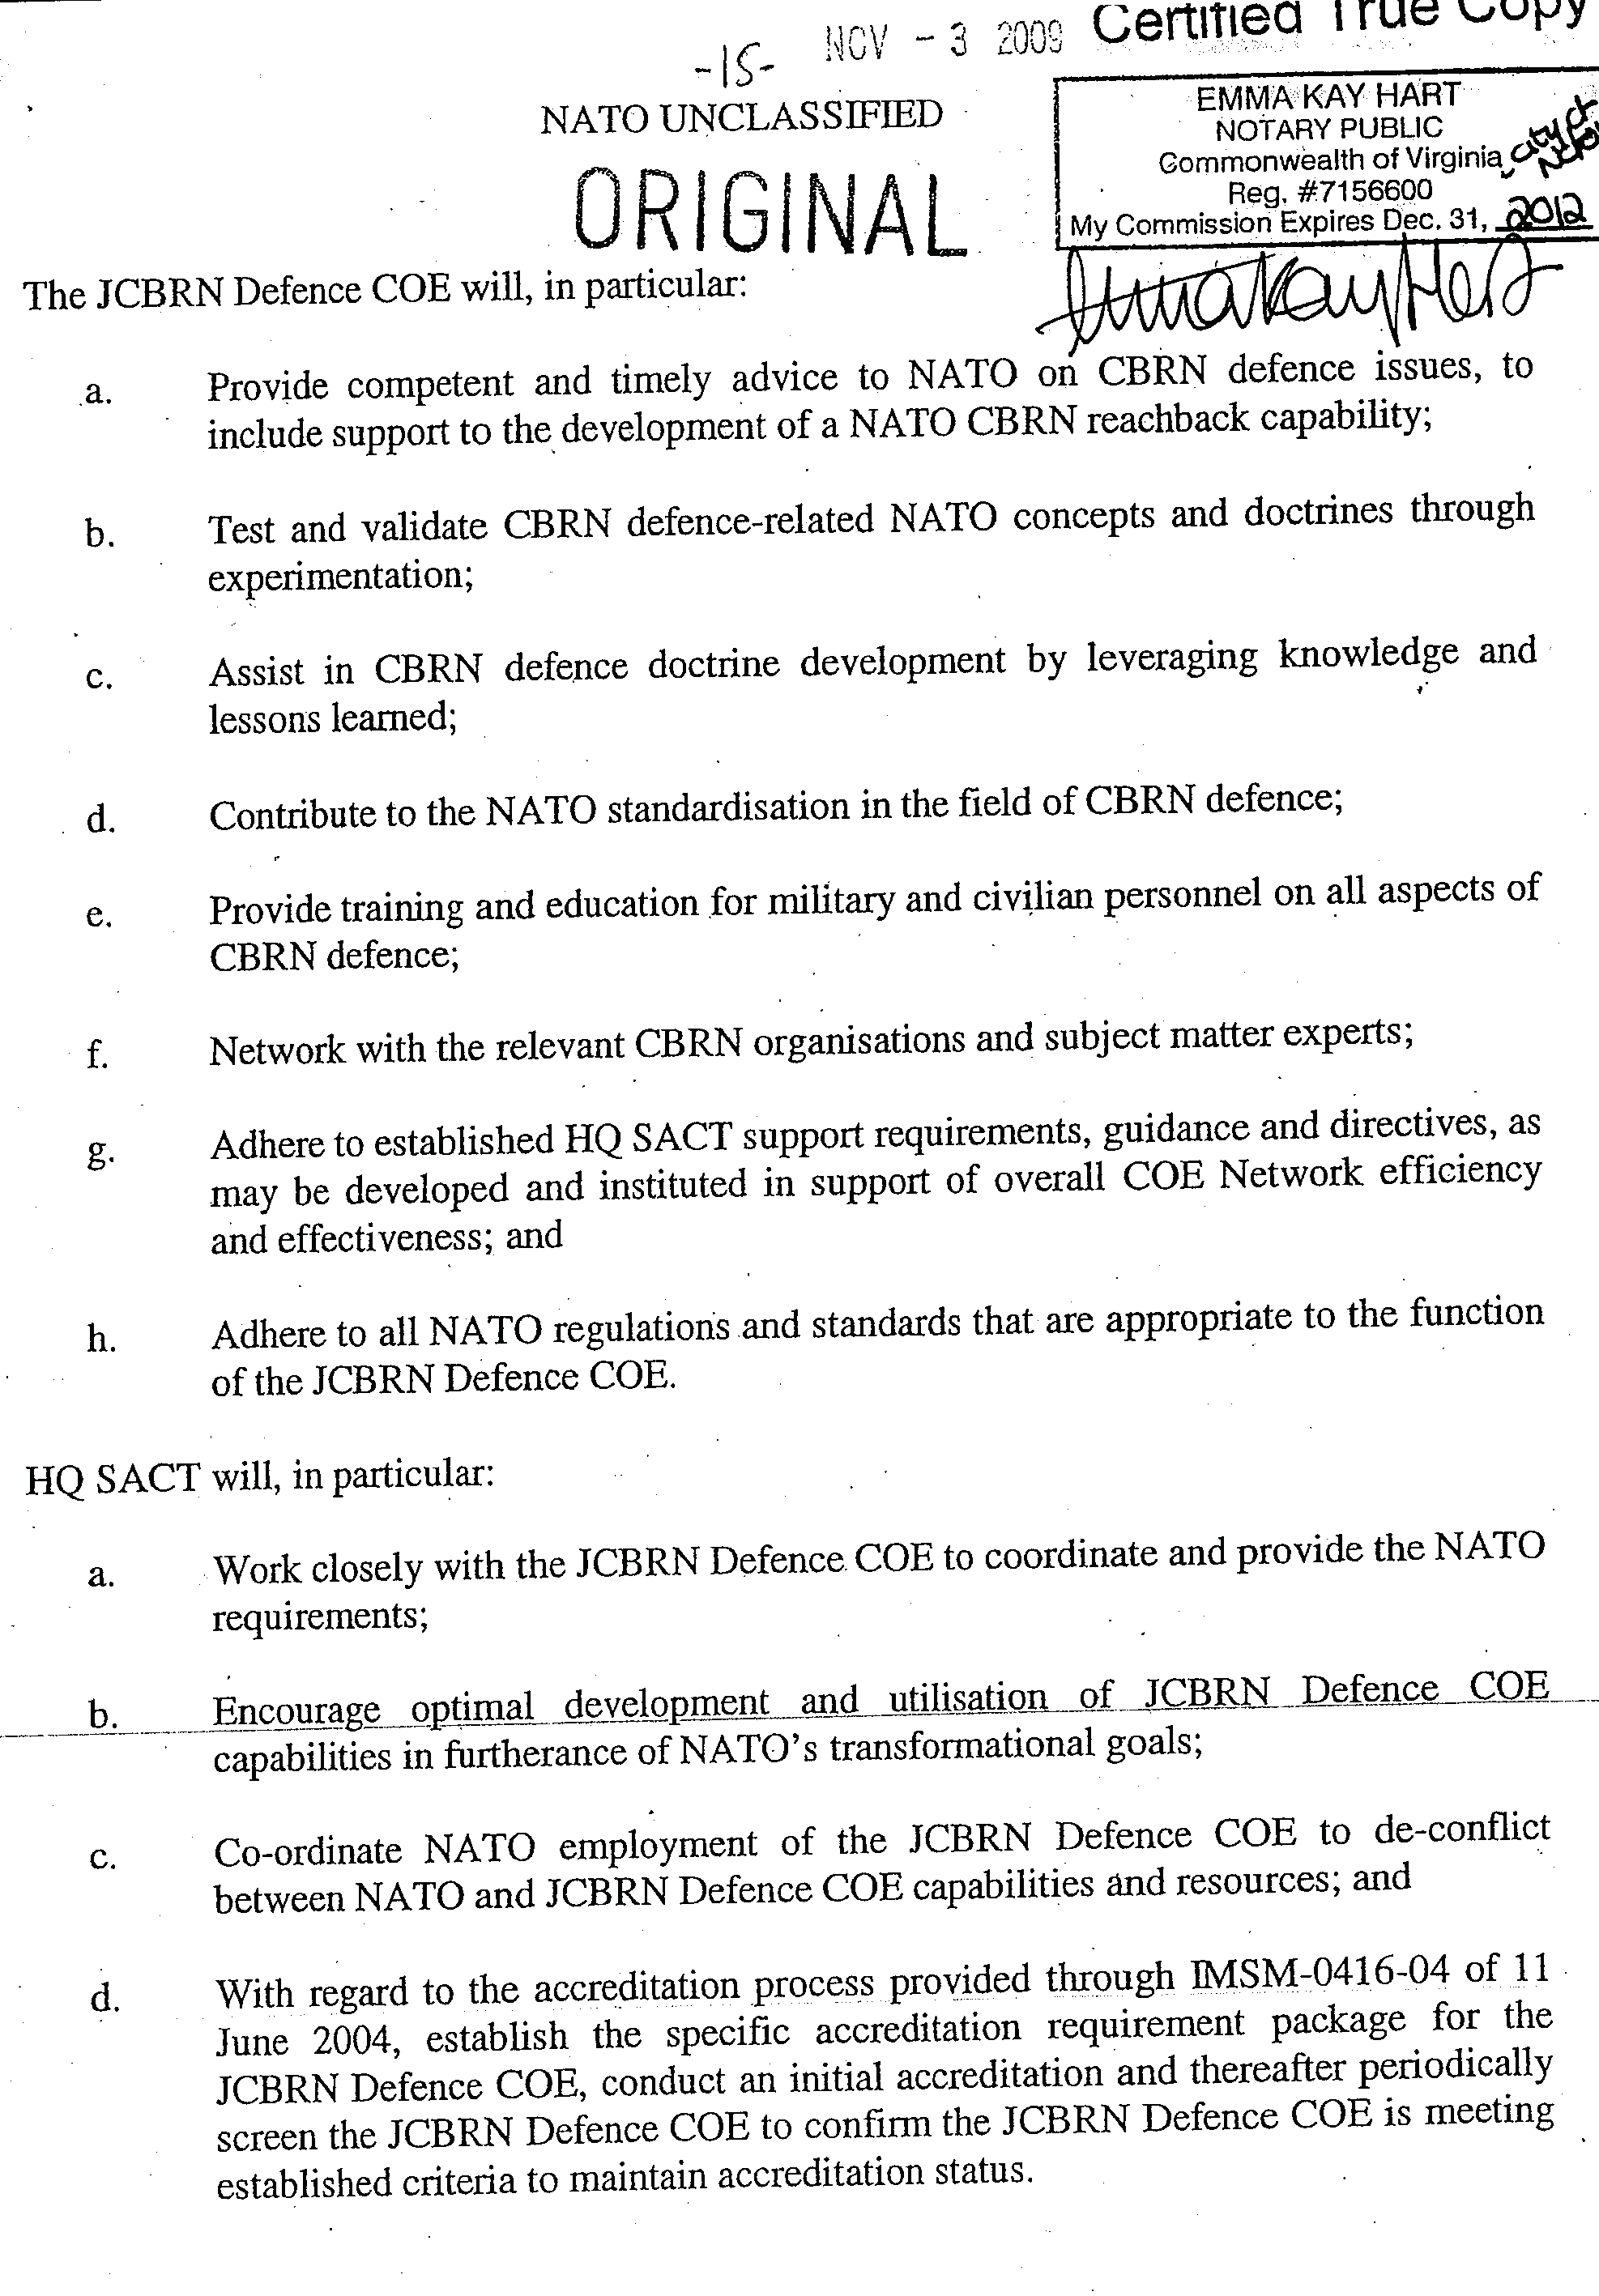 NOV - 3 2009 Certified True Copy
-15-
NATO UNCLASSIFIED
ORIGINAL
EMMA KAY HART
NOTARY PUBLIC
Commonwealth of Virginia, City of
Reg. #7156600
My Commission Expires Dec. 31, 2012
Emma Kay Hart
The JCBRN Defence COE will, in particular:
a. Provide competent and timely advice to NATO on CBRN defence issues, to
include support to the development of a NATO CBRN reachback capability;
b. Test and validate CBRN defence-related NATO concepts and doctrines through
experimentation;
c. Assist in CBRN defence doctrine development by leveraging knowledge and
lessons learned;
d. Contribute to the NATO standardisation in the field of CBRN defence;
e. Provide training and education for military and civilian personnel on all aspects of
CBRN defence;
f. Network with the relevant CBRN organisations and subject matter experts;
g. Adhere to established HQ SACT support requirements, guidance and directives, as
may be developed and instituted in support of overall COE Network efficiency
and effectiveness; and
h. Adhere to all NATO regulations and standards that are appropriate to the function
of the JCBRN Defence COE.
HQ SACT will, in particular:
a. Work closely with the JCBRN Defence COE to coordinate and provide the NATO
requirements;
b. Encourage optimal development and utilisation of JCBRN Defence COE
capabilities in furtherance of NATO's transformational goals;
c. Co-ordinate NATO employment of the JCBRN Defence COE to de-conflict
between NATO and JCBRN Defence COE capabilities and resources; and
d. With regard to the accreditation process provided through IMSM-0416-04 of 11
June 2004, establish the specific accreditation requirement package for the
JCBRN Defence COE, conduct an initial accreditation and thereafter periodically
screen the JCBRN Defence COE to confirm the JCBRN Defence COE is meeting
established criteria to maintain accreditation status.